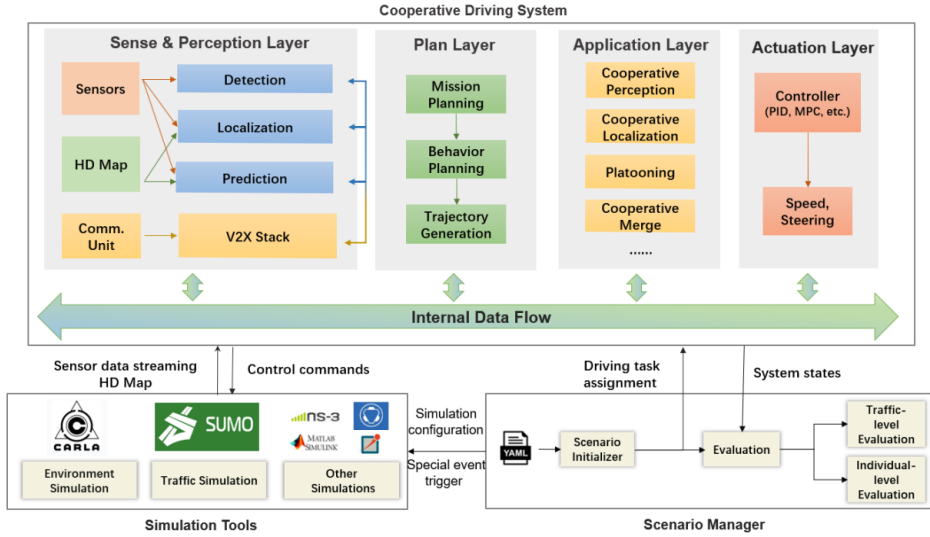 Cooperative Driving System
Sense & Perception Layer
Sensors
HD Map
Comm.
Unit
Detection
Localization
Prediction
V2X Stack
Plan Layer
Mission
Planning
Behavior
Planning
Trajectory
Generation
Application Layer
Cooperative
Perception
Cooperative
Localization
Platooning
Cooperative
Merge
......
Actuation Layer
Controller
(PID, MPC, etc.)
Speed,
Steering
Internal Data Flow
Sensor data streaming
HD Map
Control commands
Driving task
assignment
System states
CARLA
SUMO
ns-3
MATLAB
SIMULINK
Environment
Simulation
Traffic Simulation
Other
Simulations
Simulation Tools
Simulation
configuration
Special event
trigger
YAML
Scenario
Initializer
Evaluation
Traffic-
level
Evaluation
Individual-
level
Evaluation
Scenario Manager